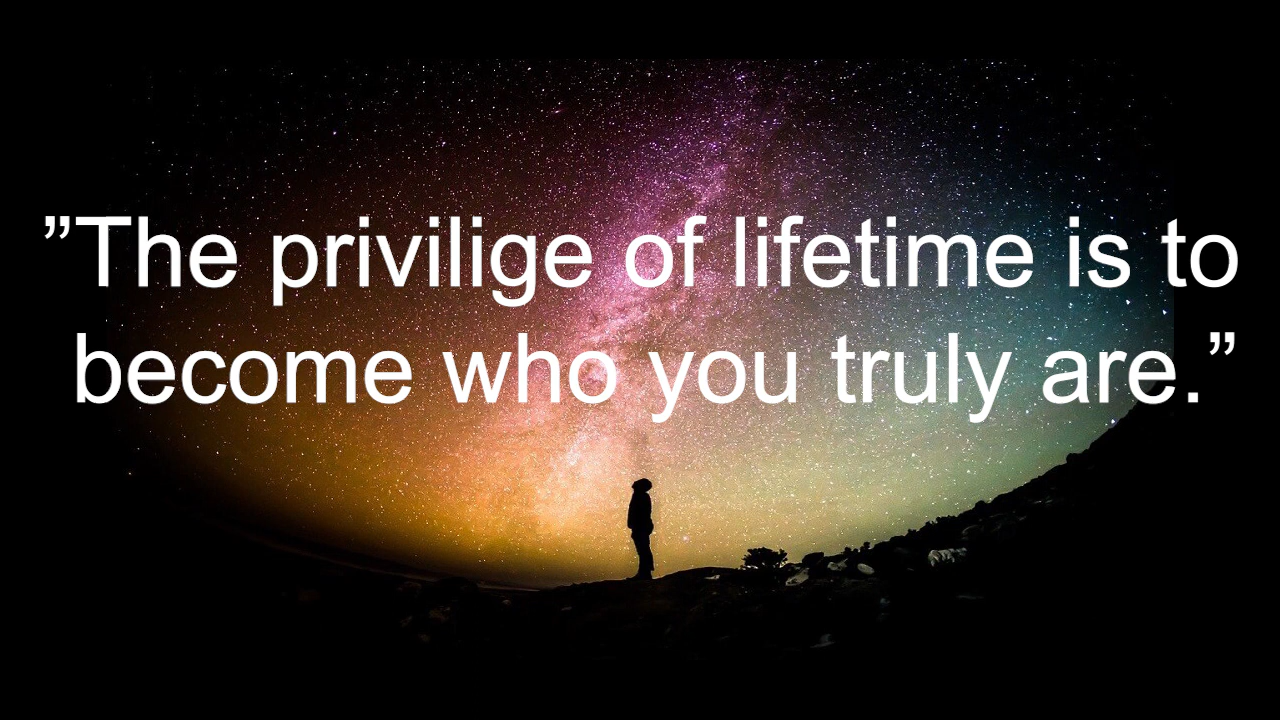 ”The privilige of lifetime is to
become who you truly are.”